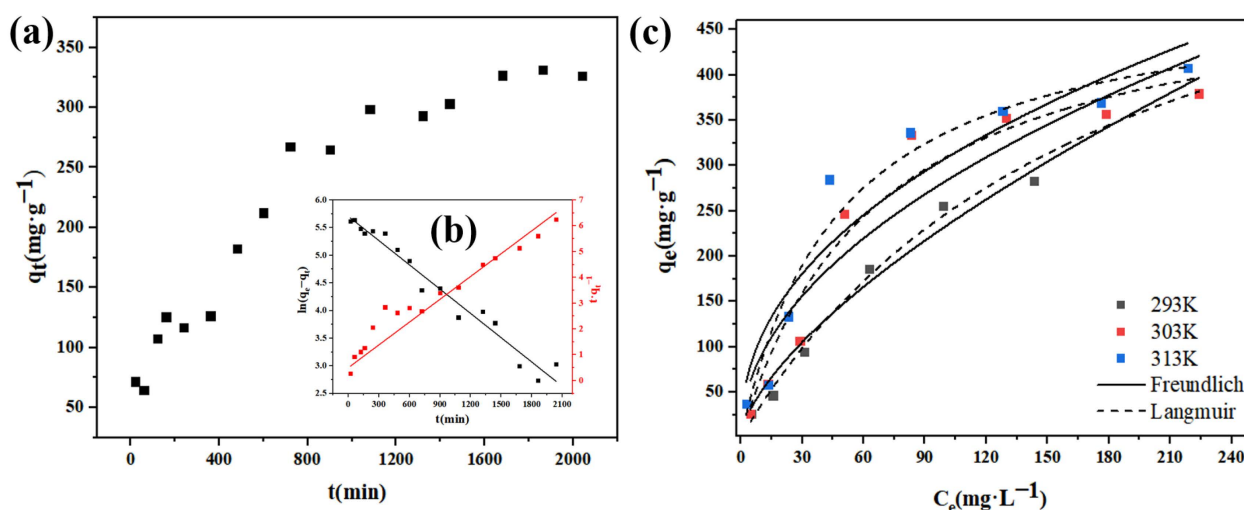 (a)
350
300
250
200
150
100
50
qt(mg·g⁻¹)
0
400
800
1200
1600
2000
t(min)
(b)
6.0
5.5
5.0
4.5
4.0
3.5
3.0
2.5
ln(qₑ−qₜ)
7
6
5
4
3
2
1
0
t·qₜ⁻¹
0 300 600 900 1200 1500 1800 2100
t(min)
(c)
450
400
350
300
250
200
150
100
50
qₑ(mg·g⁻¹)
293K
303K
313K
Freundlich
Langmuir
0 30 60 90 120 150 180 210 240
Cₑ(mg·L⁻¹)